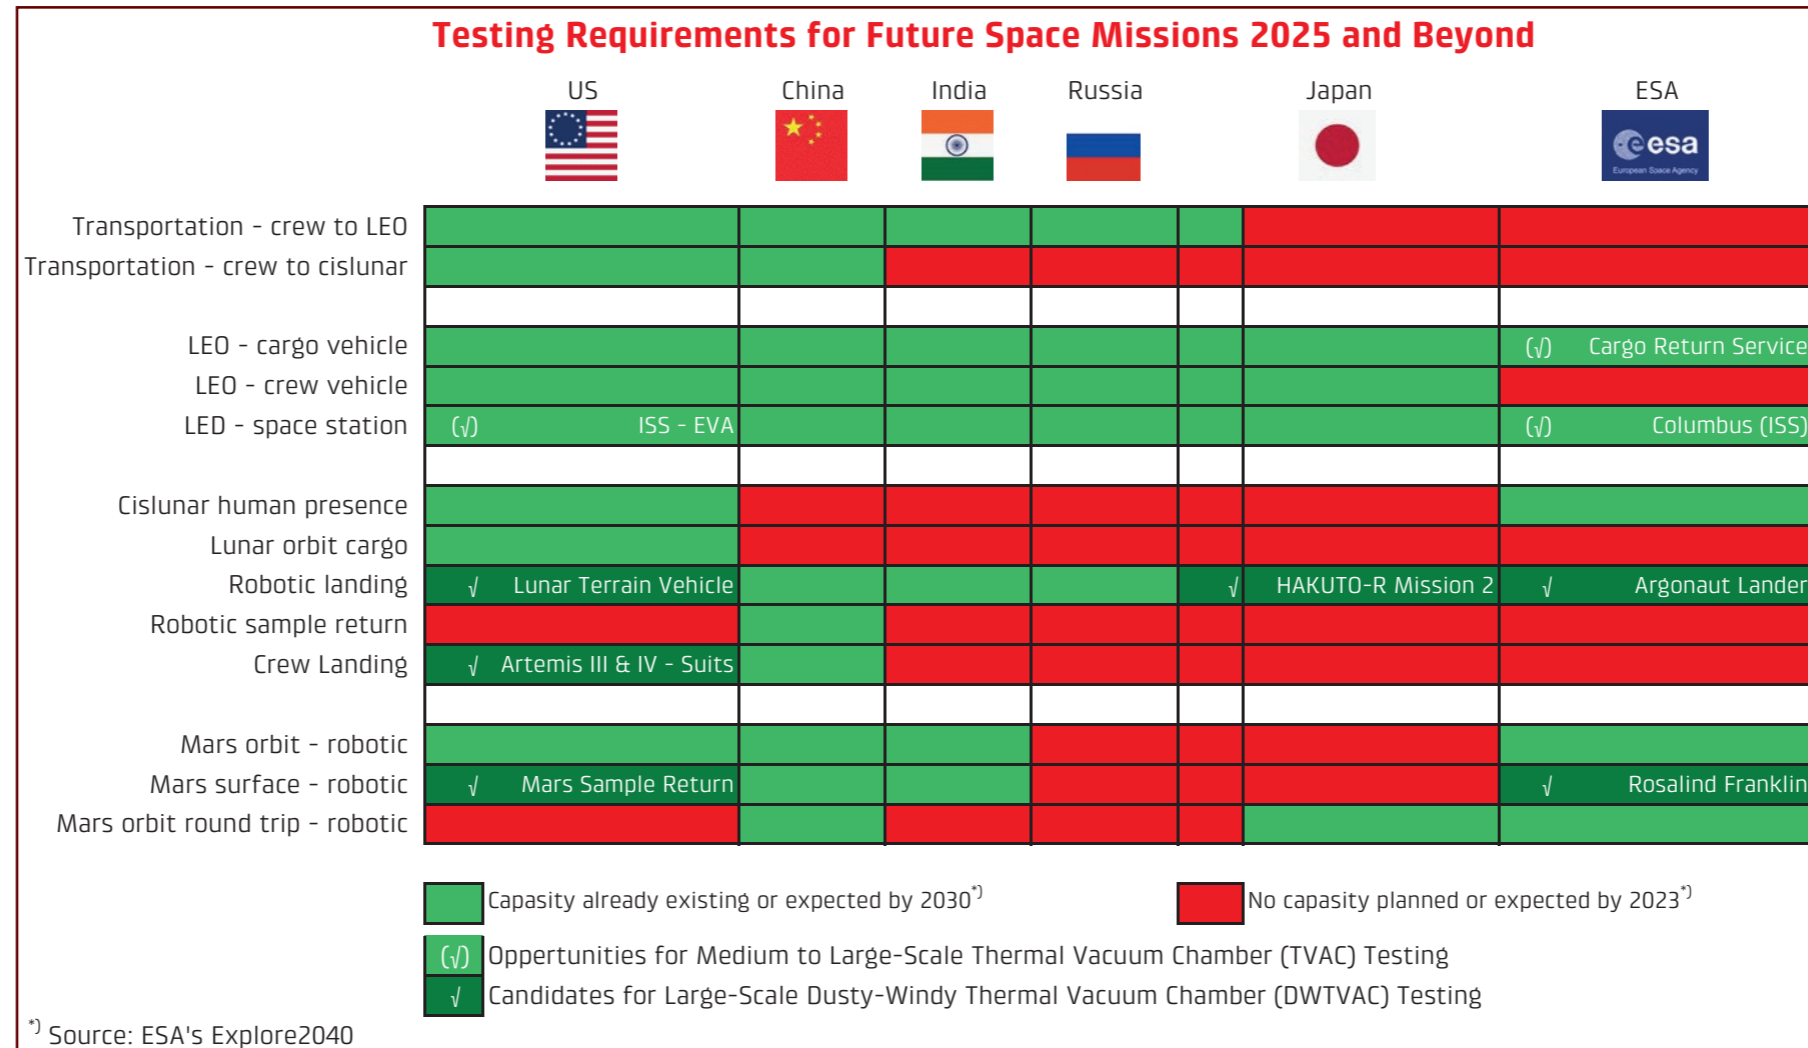 Testing Requirements for Future Space Missions 2025 and Beyond
US China India Russia Japan ESA
esa
European Space Agency
Transportation - crew to LEO
Transportation - crew to cislunar
LEO - cargo vehicle (√) Cargo Return Service
LEO - crew vehicle
LED - space station (√) ISS - EVA (√) Columbus (ISS)
Cislunar human presence
Lunar orbit cargo
Robotic landing √ Lunar Terrain Vehicle √ HAKUTO-R Mission 2 √ Argonaut Lander
Robotic sample return
Crew Landing √ Artemis III & IV - Suits
Mars orbit - robotic
Mars surface - robotic √ Mars Sample Return √ Rosalind Franklin
Mars orbit round trip - robotic
Capasity already existing or expected by 2030*) No capacity planned or expected by 2023*)
(√) Oppertunities for Medium to Large-Scale Thermal Vacuum Chamber (TVAC) Testing
√ Candidates for Large-Scale Dusty-Windy Thermal Vacuum Chamber (DWTVAC) Testing
*) Source: ESA's Explore2040